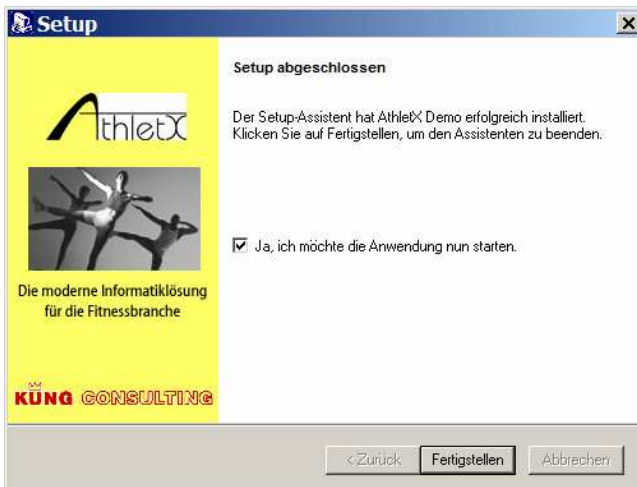 Setup
Setup abgeschlossen
AthletX
Der Setup-Assistent hat AthletX Demo erfolgreich installiert.
Klicken Sie auf Fertigstellen, um den Assistenten zu beenden.
Ja, ich möchte die Anwendung nun starten.
Die moderne Informatiklösung
für die Fitnessbranche
KÜNG CONSULTING
< Zurück
Fertigstellen
Abbrechen